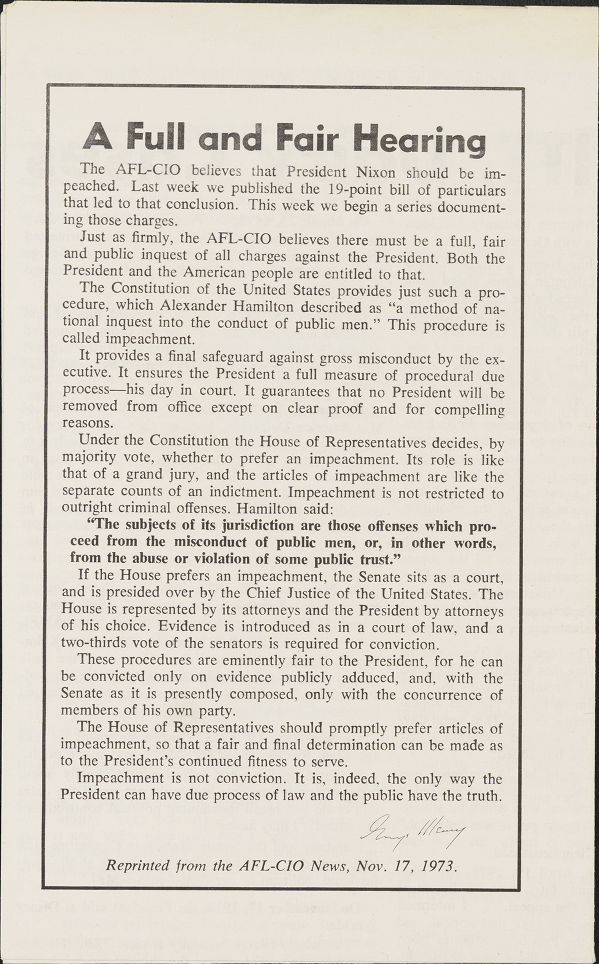 A Full and Fair Hearing
The AFL-CIO believes that President Nixon should be im-
peached. Last week we published the 19-point bill of particulars
that led to that conclusion. This week we begin a series document-
ing those charges.
Just as firmly, the AFL-CIO believes there must be a full, fair
and public inquest of all charges against the President. Both the
President and the American people are entitled to that.
The Constitution of the United States provides just such a pro-
cedure, which Alexander Hamilton described as “a method of na-
tional inquest into the conduct of public men.” This procedure is
called impeachment.
It provides a final safeguard against gross misconduct by the ex-
ecutive. It ensures the President a full measure of procedural due
process—his day in court. It guarantees that no President will be
removed from office except on clear proof and for compelling
reasons.
Under the Constitution the House of Representatives decides, by
majority vote, whether to prefer an impeachment. Its role is like
that of a grand jury, and the articles of impeachment are like the
separate counts of an indictment. Impeachment is not restricted to
outright criminal offenses. Hamilton said:
“The subjects of its jurisdiction are those offenses which pro-
ceed from the misconduct of public men, or, in other words,
from the abuse or violation of some public trust.”
If the House prefers an impeachment, the Senate sits as a court,
and is presided over by the Chief Justice of the United States. The
House is represented by its attorneys and the President by attorneys
of his choice. Evidence is introduced as in a court of law, and a
two-thirds vote of the senators is required for conviction.
These procedures are eminently fair to the President, for he can
be convicted only on evidence publicly adduced, and, with the
Senate as it is presently composed, only with the concurrence of
members of his own party.
The House of Representatives should promptly prefer articles of
impeachment, so that a fair and final determination can be made as
to the President’s continued fitness to serve.
Impeachment is not conviction. It is, indeed, the only way the
President can have due process of law and the public have the truth.
Reprinted from the AFL-CIO News, Nov. 17, 1973.